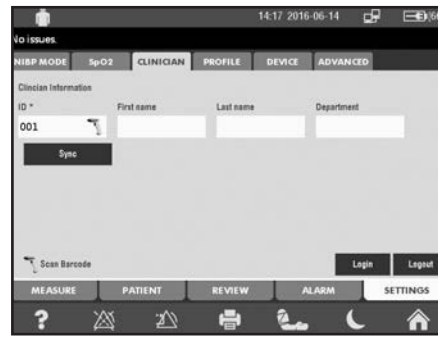 14:17 2016-06-14
No issues.
NIBP MODE SpO2 CLINICIAN PROFILE DEVICE ADVANCED
Clincian Information
ID * First name Last name Department
001
Sync
Scan Barcode Login Logout
MEASURE PATIENT REVIEW ALARM SETTINGS
?